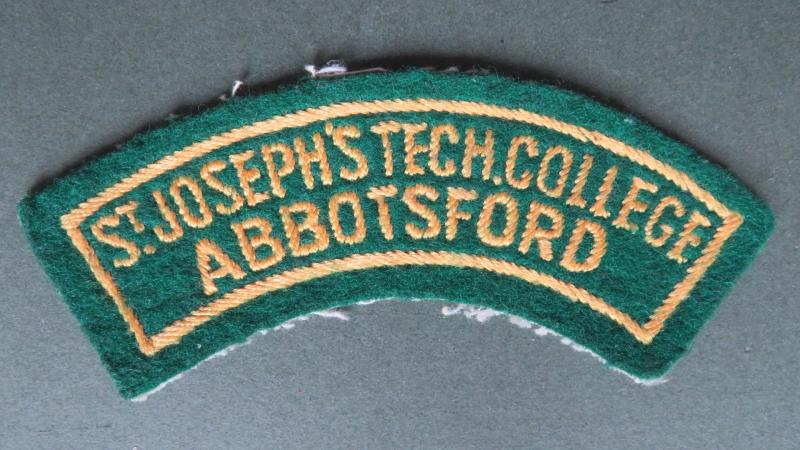 ST. JOSEPH'S TECH. COLLEGE
ABBOTSFORD